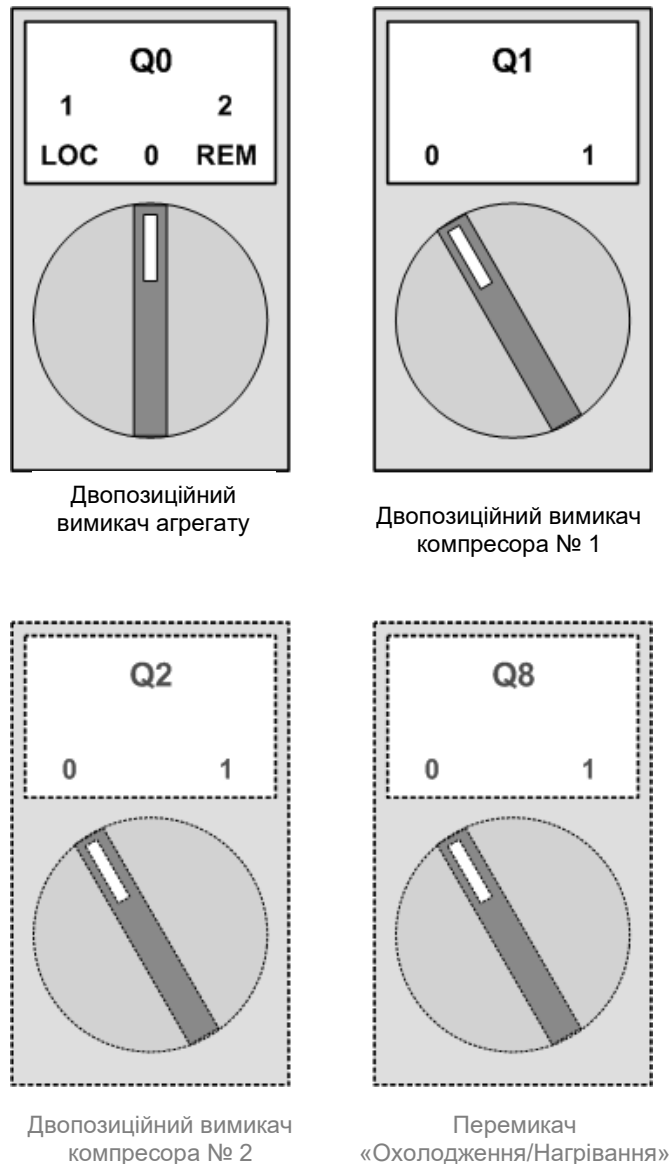 Q0
1 2
LOC 0 REM
Двопозиційний
вимикач агрегату
Q1
0 1
Двопозиційний вимикач
компресора № 1
Q2
0 1
Двопозиційний вимикач
компресора № 2
Q8
0 1
Перемикач
«Охолодження/Нагрівання»